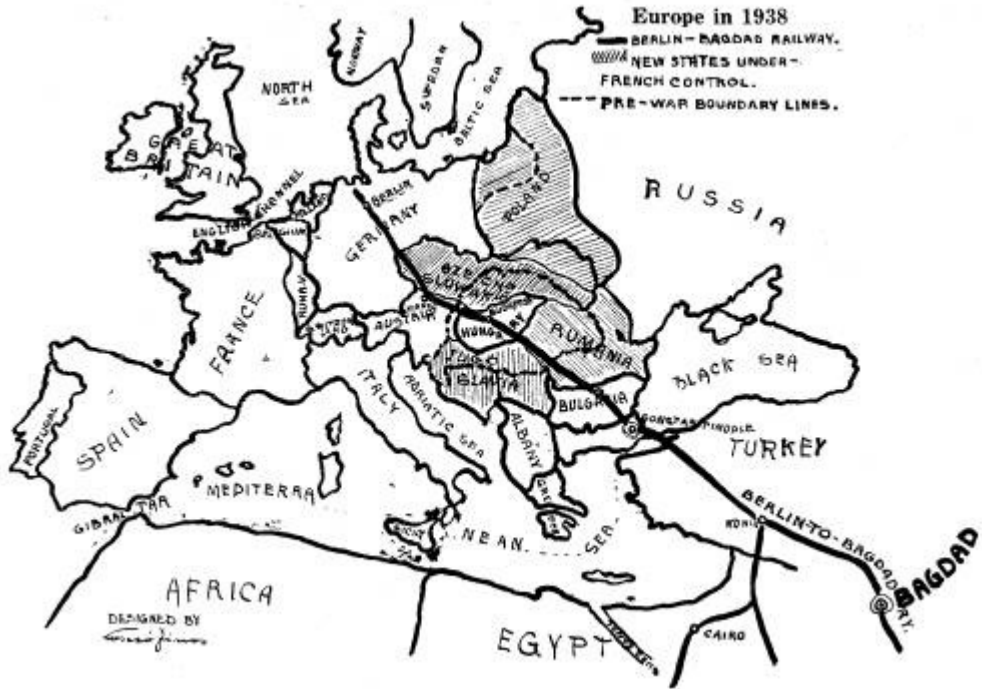 Europe in 1938
BERLIN-BAGDAD RAILWAY.
NEW STATES UNDER-
FRENCH CONTROL.
PRE-WAR BOUNDARY LINES.
NORWAY
SWEDEN
BALTIC SEA
NORTH
SEA
GREAT
BRITAIN
RUSSIA
ENGLISH CHANNEL
BERLIN
GERMANY
POLAND
FRANCE
AUSTRIA
HUNGARY
RUMANIA
JUGO
SLAVIA
BULGARIA
BLACK SEA
CONSTANTINOPLE
TURKEY
ITALY
ADRIATIC SEA
ALBANY
PORTUGAL
SPAIN
MEDITERRA
NEAN
SEA
GIBRALTAR
BERLIN-TO-BAGDAD
RY.
BAGDAD
AFRICA
DESIGNED BY
EGYPT
CAIRO